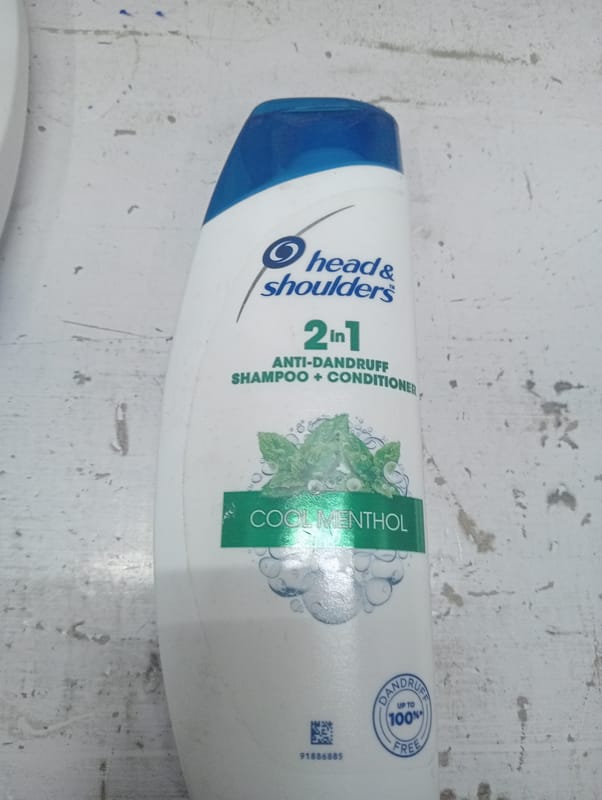 head &
shoulders
2in1
ANTI-DANDRUFF
SHAMPOO + CONDITIONER
COOL MENTHOL
DANDRUFF
UP TO
100%*
FREE
91886885